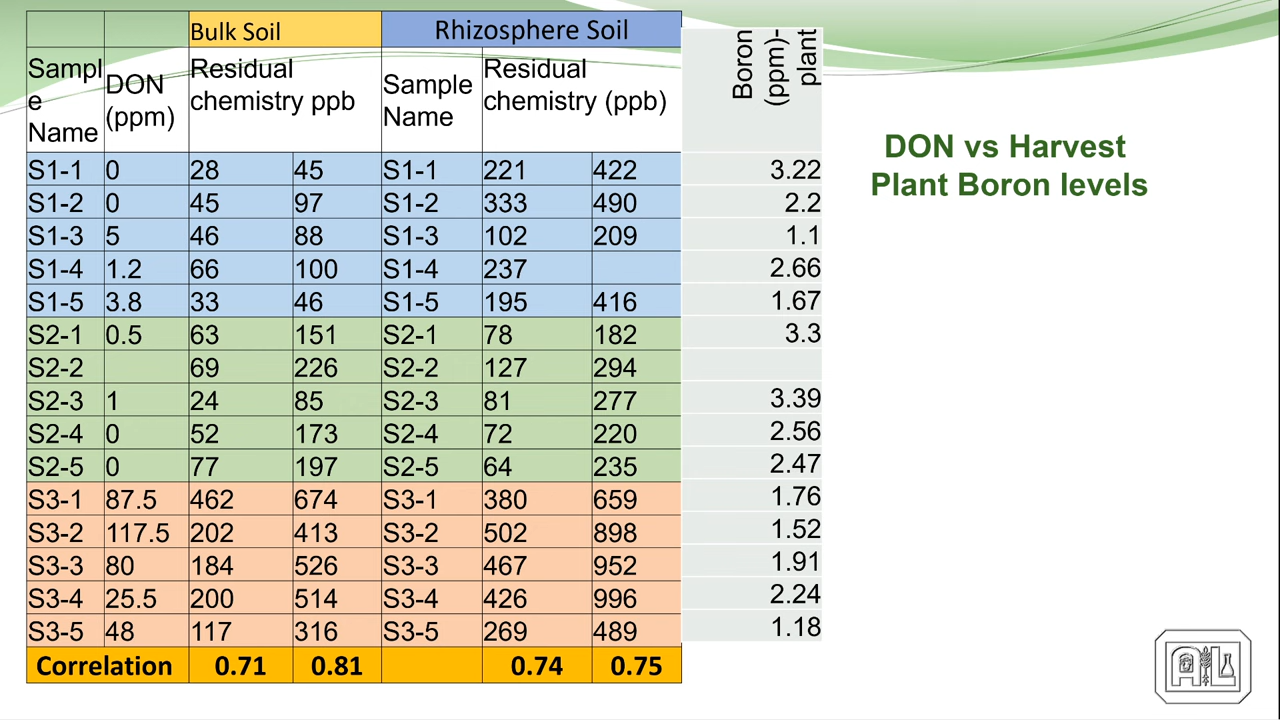 Bulk Soil Rhizosphere Soil
Sampl
e
Name
DON
(ppm)
Residual
chemistry ppb
Sample
Name
Residual
chemistry (ppb)
Boron
(ppm)-
plant
DON vs Harvest
Plant Boron levels
S1-1 0 28 45 S1-1 221 422 3.22
S1-2 0 45 97 S1-2 333 490 2.2
S1-3 5 46 88 S1-3 102 209 1.1
S1-4 1.2 66 100 S1-4 237 2.66
S1-5 3.8 33 46 S1-5 195 416 1.67
S2-1 0.5 63 151 S2-1 78 182 3.3
S2-2 69 226 S2-2 127 294
S2-3 1 24 85 S2-3 81 277 3.39
S2-4 0 52 173 S2-4 72 220 2.56
S2-5 0 77 197 S2-5 64 235 2.47
S3-1 87.5 462 674 S3-1 380 659 1.76
S3-2 117.5 202 413 S3-2 502 898 1.52
S3-3 80 184 526 S3-3 467 952 1.91
S3-4 25.5 200 514 S3-4 426 996 2.24
S3-5 48 117 316 S3-5 269 489 1.18
Correlation 0.71 0.81 0.74 0.75
AL